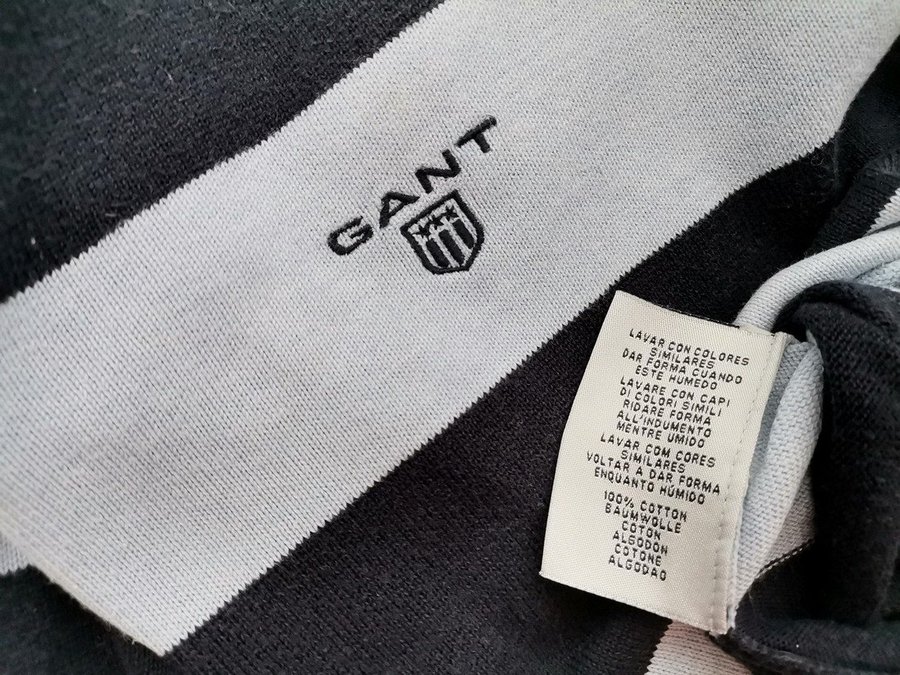 GANT
LAVAR CON COLORES
SIMILARES
DAR FORMA CUANDO
ESTE HUMEDO
LAVARE CON CAPI
DI COLORI SIMILI
RIDARE FORMA
ALL'INDUMENTO
MENTRE UMIDO
LAVAR COM CORES
SIMILARES
VOLTAR A DAR FORMA
ENQUANTO HÚMIDO
100% COTTON
BAUMWOLLE
COTON
ALGODON
COTONE
ALGODAO